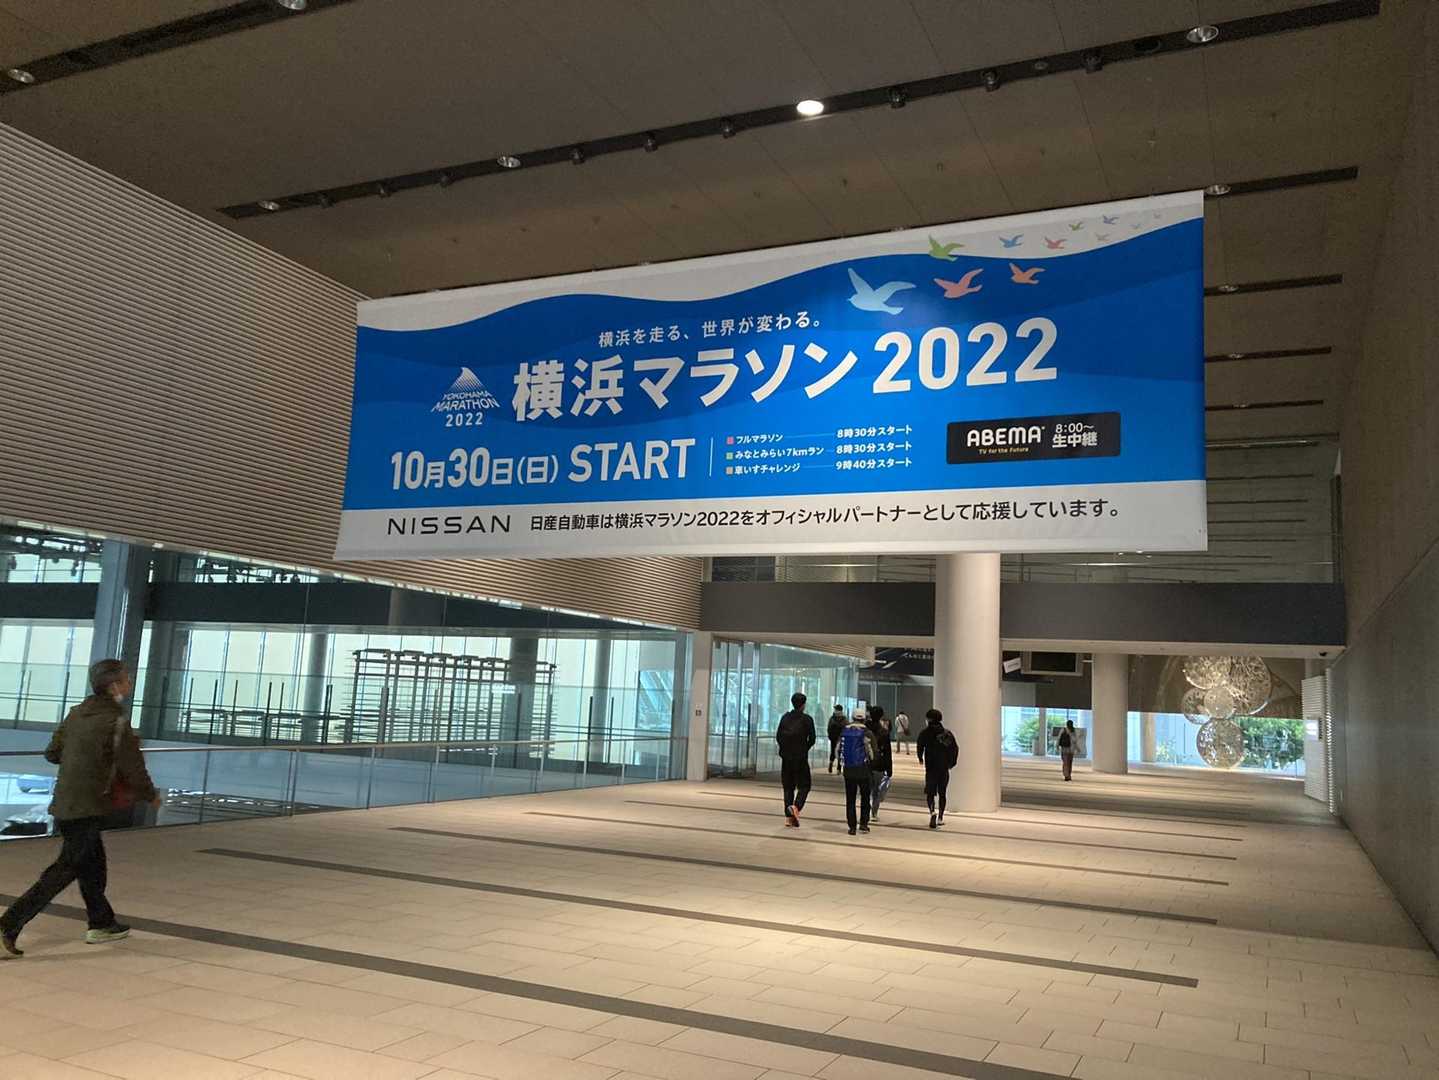 横浜を走る、世界が変わる。
YOKOHAMA
MARATHON
2022
横浜マラソン 2022
10月30日(日) START
フルマラソン 8時30分スタート
みなとみらい7kmラン 8時30分スタート
車いすチャレンジ 9時40分スタート
ABEMA
TV for the Future
8:00〜
生中継
NISSAN 日産自動車は横浜マラソン2022をオフィシャルパートナーとして応援しています。